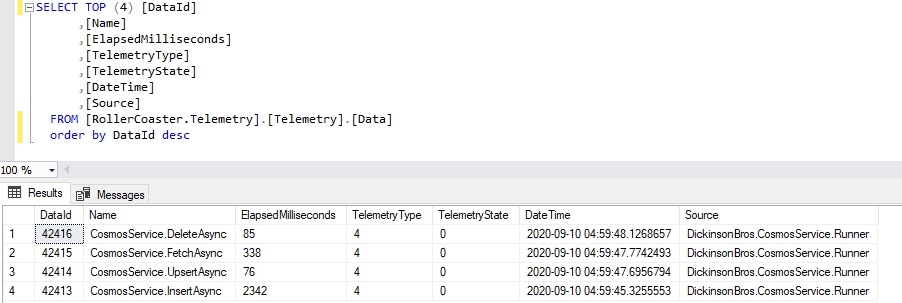 SELECT TOP (4) [DataId]
,[Name]
,[ElapsedMilliseconds]
,[TelemetryType]
,[TelemetryState]
,[DateTime]
,[Source]
FROM [RollerCoaster.Telemetry].[Telemetry].[Data]
order by DataId desc
100 %
Results Messages
DataId Name ElapsedMilliseconds TelemetryType TelemetryState DateTime Source
1 42416 CosmosService.DeleteAsync 85 4 0 2020-09-10 04:59:48.1268657 DickinsonBros.CosmosService.Runner
2 42415 CosmosService.FetchAsync 338 4 0 2020-09-10 04:59:47.7742493 DickinsonBros.CosmosService.Runner
3 42414 CosmosService.UpsertAsync 76 4 0 2020-09-10 04:59:47.6956794 DickinsonBros.CosmosService.Runner
4 42413 CosmosService.InsertAsync 2342 4 0 2020-09-10 04:59:45.3255553 DickinsonBros.CosmosService.Runner